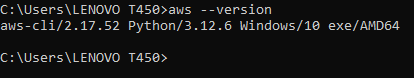 C:\Users\LENOVO T450>aws --version
aws-cli/2.17.52 Python/3.12.6 Windows/10 exe/AMD64
C:\Users\LENOVO T450>